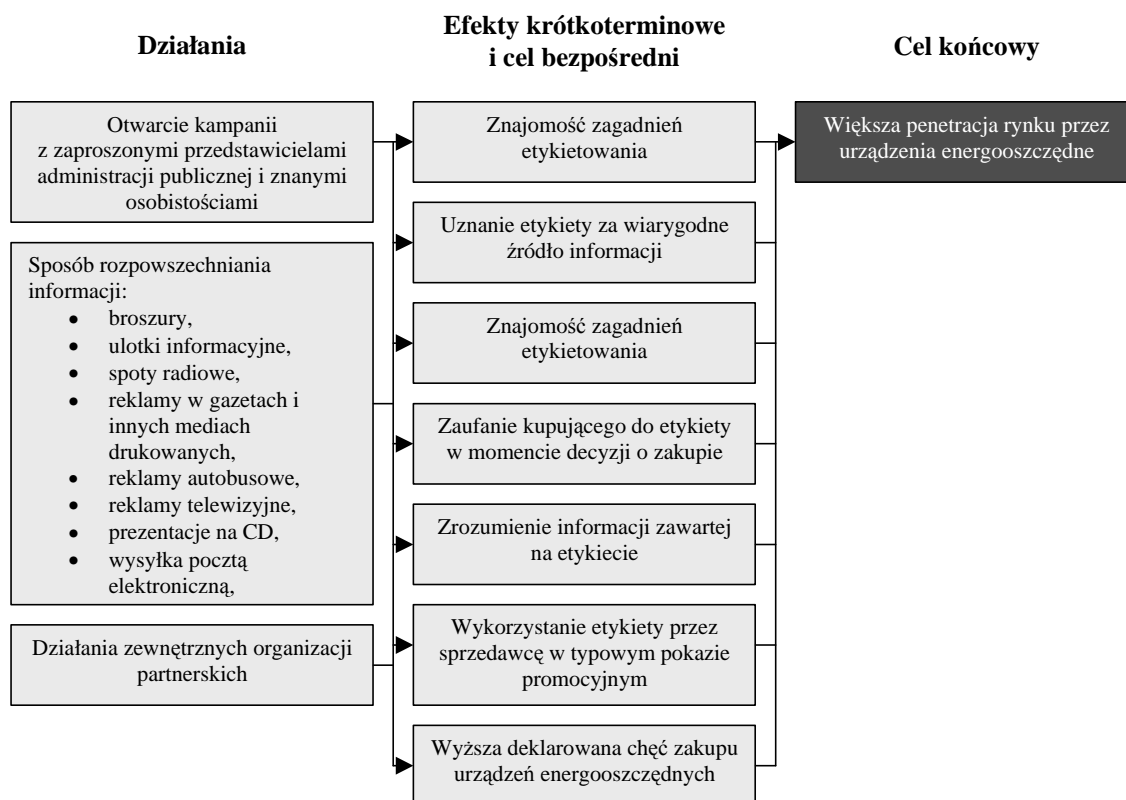 Działania
Efekty krótkoterminowe
i cel bezpośredni
Cel końcowy
Otwarcie kampanii
z zaproszonymi przedstawicielami
administracji publicznej i znanymi
osobistościami
Sposób rozpowszechniania
informacji:
• broszury,
• ulotki informacyjne,
• spoty radiowe,
• reklamy w gazetach i
innych mediach
drukowanych,
• reklamy autobusowe,
• reklamy telewizyjne,
• prezentacje na CD,
• wysyłka pocztą
elektroniczną,
Działania zewnętrznych organizacji
partnerskich
Znajomość zagadnień
etykietowania
Uznanie etykiety za wiarygodne
źródło informacji
Znajomość zagadnień
etykietowania
Zaufanie kupującego do etykiety
w momencie decyzji o zakupie
Zrozumienie informacji zawartej
na etykiecie
Wykorzystanie etykiety przez
sprzedawcę w typowym pokazie
promocyjnym
Wyższa deklarowana chęć zakupu
urządzeń energooszczędnych
Większa penetracja rynku przez
urządzenia energooszczędne